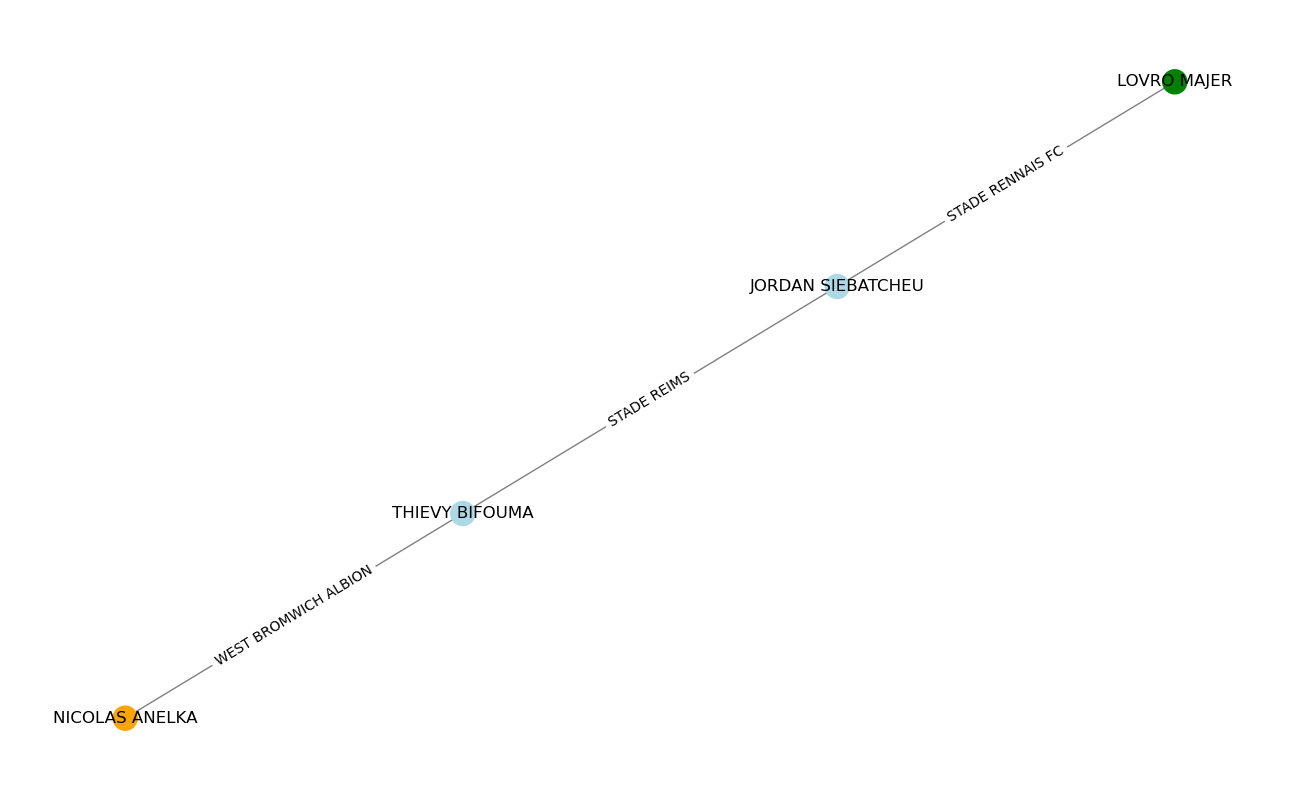 LOVRO MAJER
STADE RENNAIS FC
JORDAN SIEBATCHEU
STADE REIMS
THIEVY BIFOUMA
WEST BROMWICH ALBION
NICOLAS ANELKA